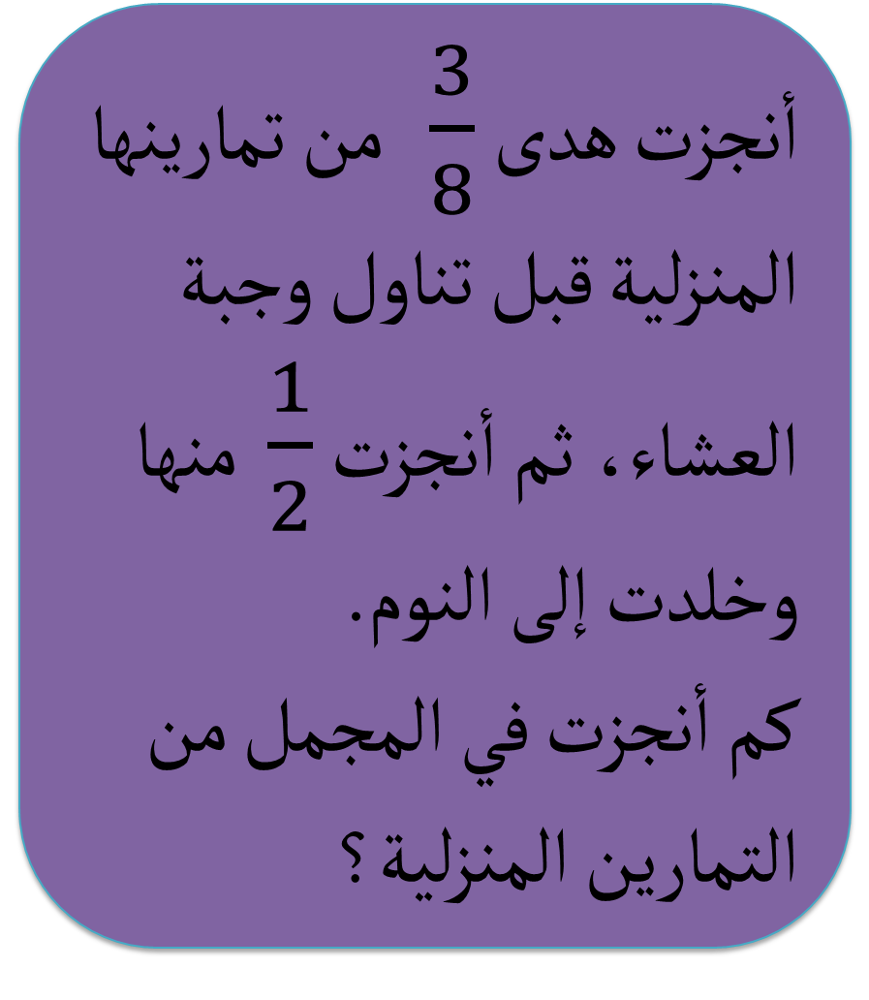 أنجزت هدى 3/8 من تمارينها
المنزلية قبل تناول وجبة
العشاء، ثم أنجزت 1/2 منها
وخلدت إلى النوم.
كم أنجزت في المجمل من
التمارين المنزلية ؟